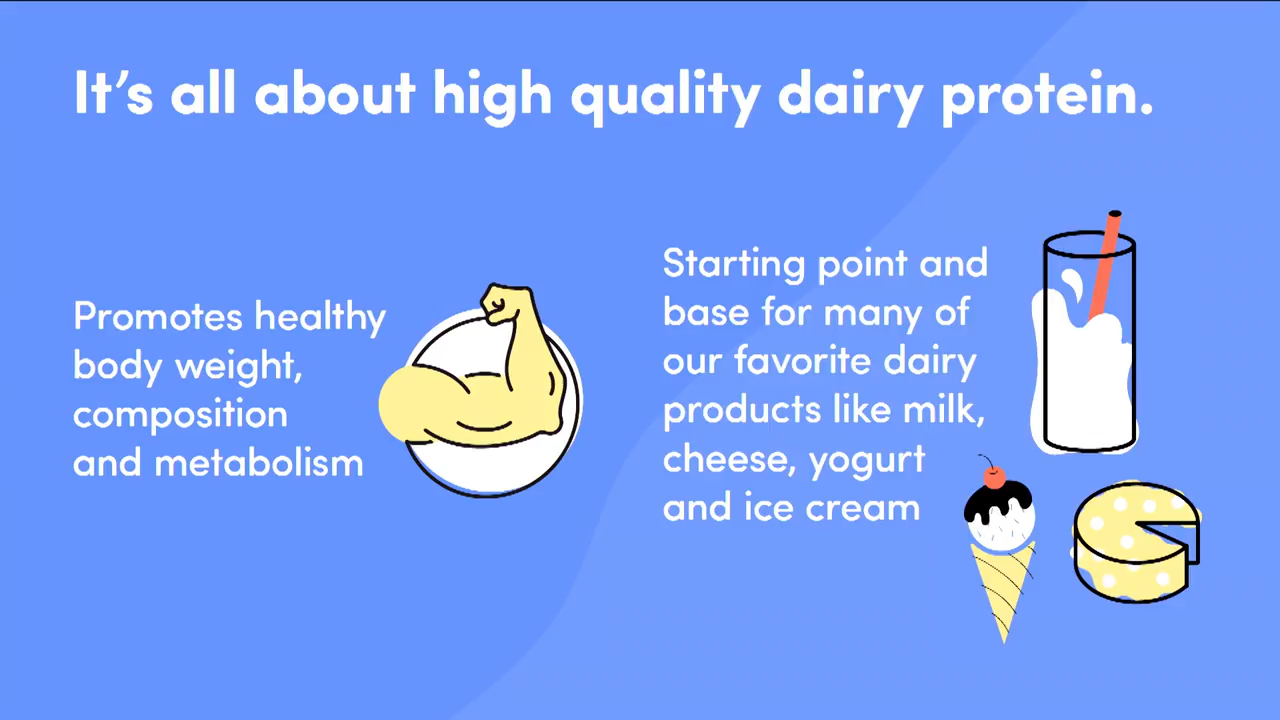 It’s all about high quality dairy protein.
Promotes healthy
body weight,
composition
and metabolism
Starting point and
base for many of
our favorite dairy
products like milk,
cheese, yogurt
and ice cream